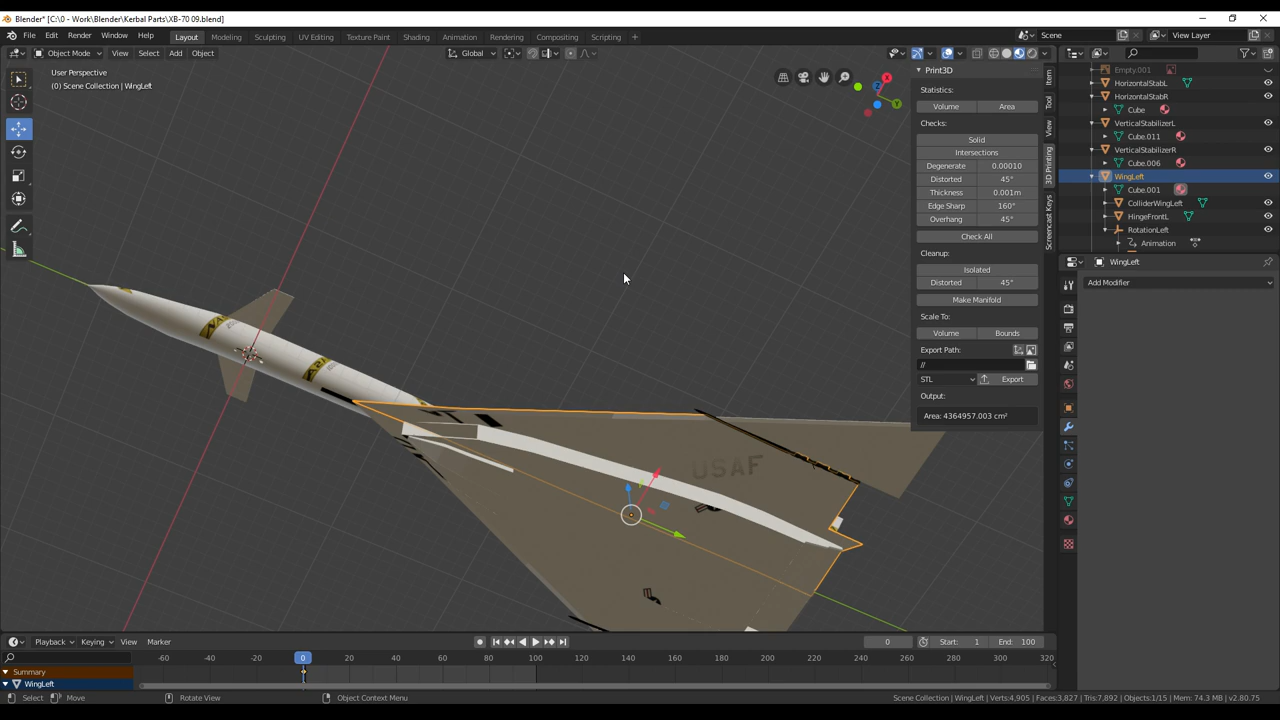 Blender* [C:\0 - Work\Blender\Kerbal Parts\XB-70 09.blend]
File Edit Render Window Help Layout Modeling Sculpting UV Editing Texture Paint Shading Animation Rendering Compositing Scripting + Scene View Layer
Object Mode View Select Add Object Global
User Perspective
(0) Scene Collection | WingLeft
Print3D
Statistics:
Volume Area
Checks:
Solid
Intersections
Degenerate 0.00010
Distorted 45°
Thickness 0.001m
Edge Sharp 160°
Overhang 45°
Check All
Cleanup:
Isolated
Distorted 45°
Make Manifold
Scale To:
Volume Bounds
Export Path:
//
STL Export
Output:
Area: 4364957.003 cm²
Item
Tool
View
3D Printing
Screencast Keys
Empty.001
HorizontalStabL
HorizontalStabR
Cube
VerticalStabilizerL
Cube.011
VerticalStabilizerR
Cube.006
WingLeft
Cube.001
ColliderWingLeft
HingeFrontL
RotationLeft
Animation
WingLeft
Add Modifier
X
Y
Z
USAF
Playback Keying View Marker 0 Start: 1 End: 100
-60 -40 -20 0 20 40 60 80 100 120 140 160 180 200 220 240 260 280 300 320
Summary
WingLeft
Select Move Rotate View Object Context Menu Scene Collection | WingLeft | Verts:4,905 | Faces:3,827 | Tris:7,892 | Objects:1/15 | Mem: 74.3 MB | v2.80.75